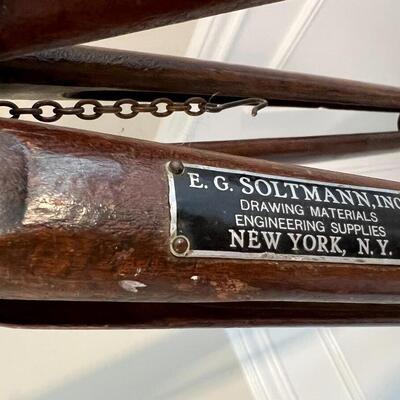 E. G. SOLTMANN, INC
DRAWING MATERIALS
ENGINEERING SUPPLIES
NEW YORK, N. Y.